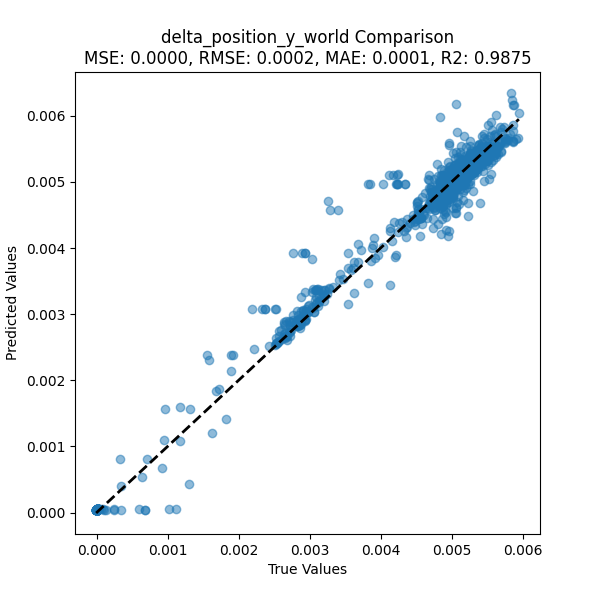 delta_position_y_world Comparison
MSE: 0.0000, RMSE: 0.0002, MAE: 0.0001, R2: 0.9875
0.006
0.005
0.004
0.003
0.002
0.001
0.000
Predicted Values
0.000 0.001 0.002 0.003 0.004 0.005 0.006
True Values